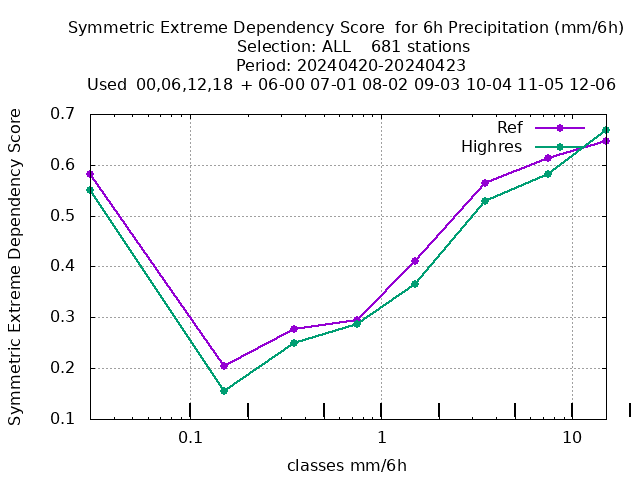 Symmetric Extreme Dependency Score  for 6h Precipitation (mm/6h)
Selection: ALL    681 stations
Period: 20240420-20240423
Used  00,06,12,18 + 06-00 07-01 08-02 09-03 10-04 11-05 12-06
Ref
Highres
Symmetric Extreme Dependency Score
0.7
0.6
0.5
0.4
0.3
0.2
0.1
0.1
1
10
classes mm/6h